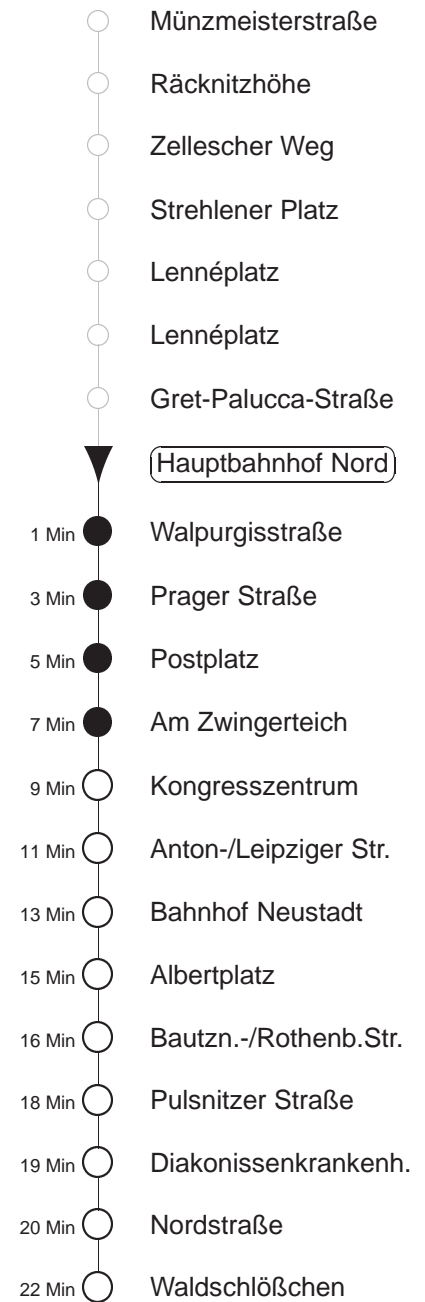 Münzmeisterstraße
Räcknitzhöhe
Zellescher Weg
Strehlener Platz
Lennéplatz
Lennéplatz
Gret-Palucca-Straße
Hauptbahnhof Nord
1 Min Walpurgisstraße
3 Min Prager Straße
5 Min Postplatz
7 Min Am Zwingerteich
9 Min Kongresszentrum
11 Min Anton-/Leipziger Str.
13 Min Bahnhof Neustadt
15 Min Albertplatz
16 Min Bautzn.-/Rothenb.Str.
18 Min Pulsnitzer Straße
19 Min Diakonissenkrankenh.
20 Min Nordstraße
22 Min Waldschlößchen